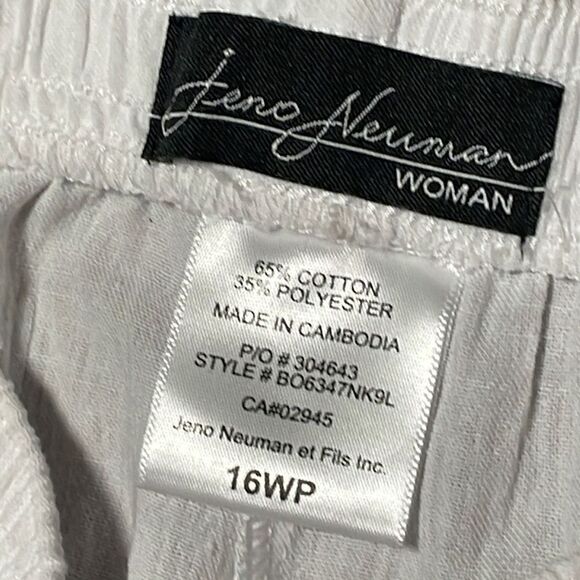 Jeno Neuman
WOMAN
65% COTTON
35% POLYESTER
MADE IN CAMBODIA
P/O # 304643
STYLE # BO6347NK9L
CA#02945
Jeno Neuman et Fils Inc.
16WP